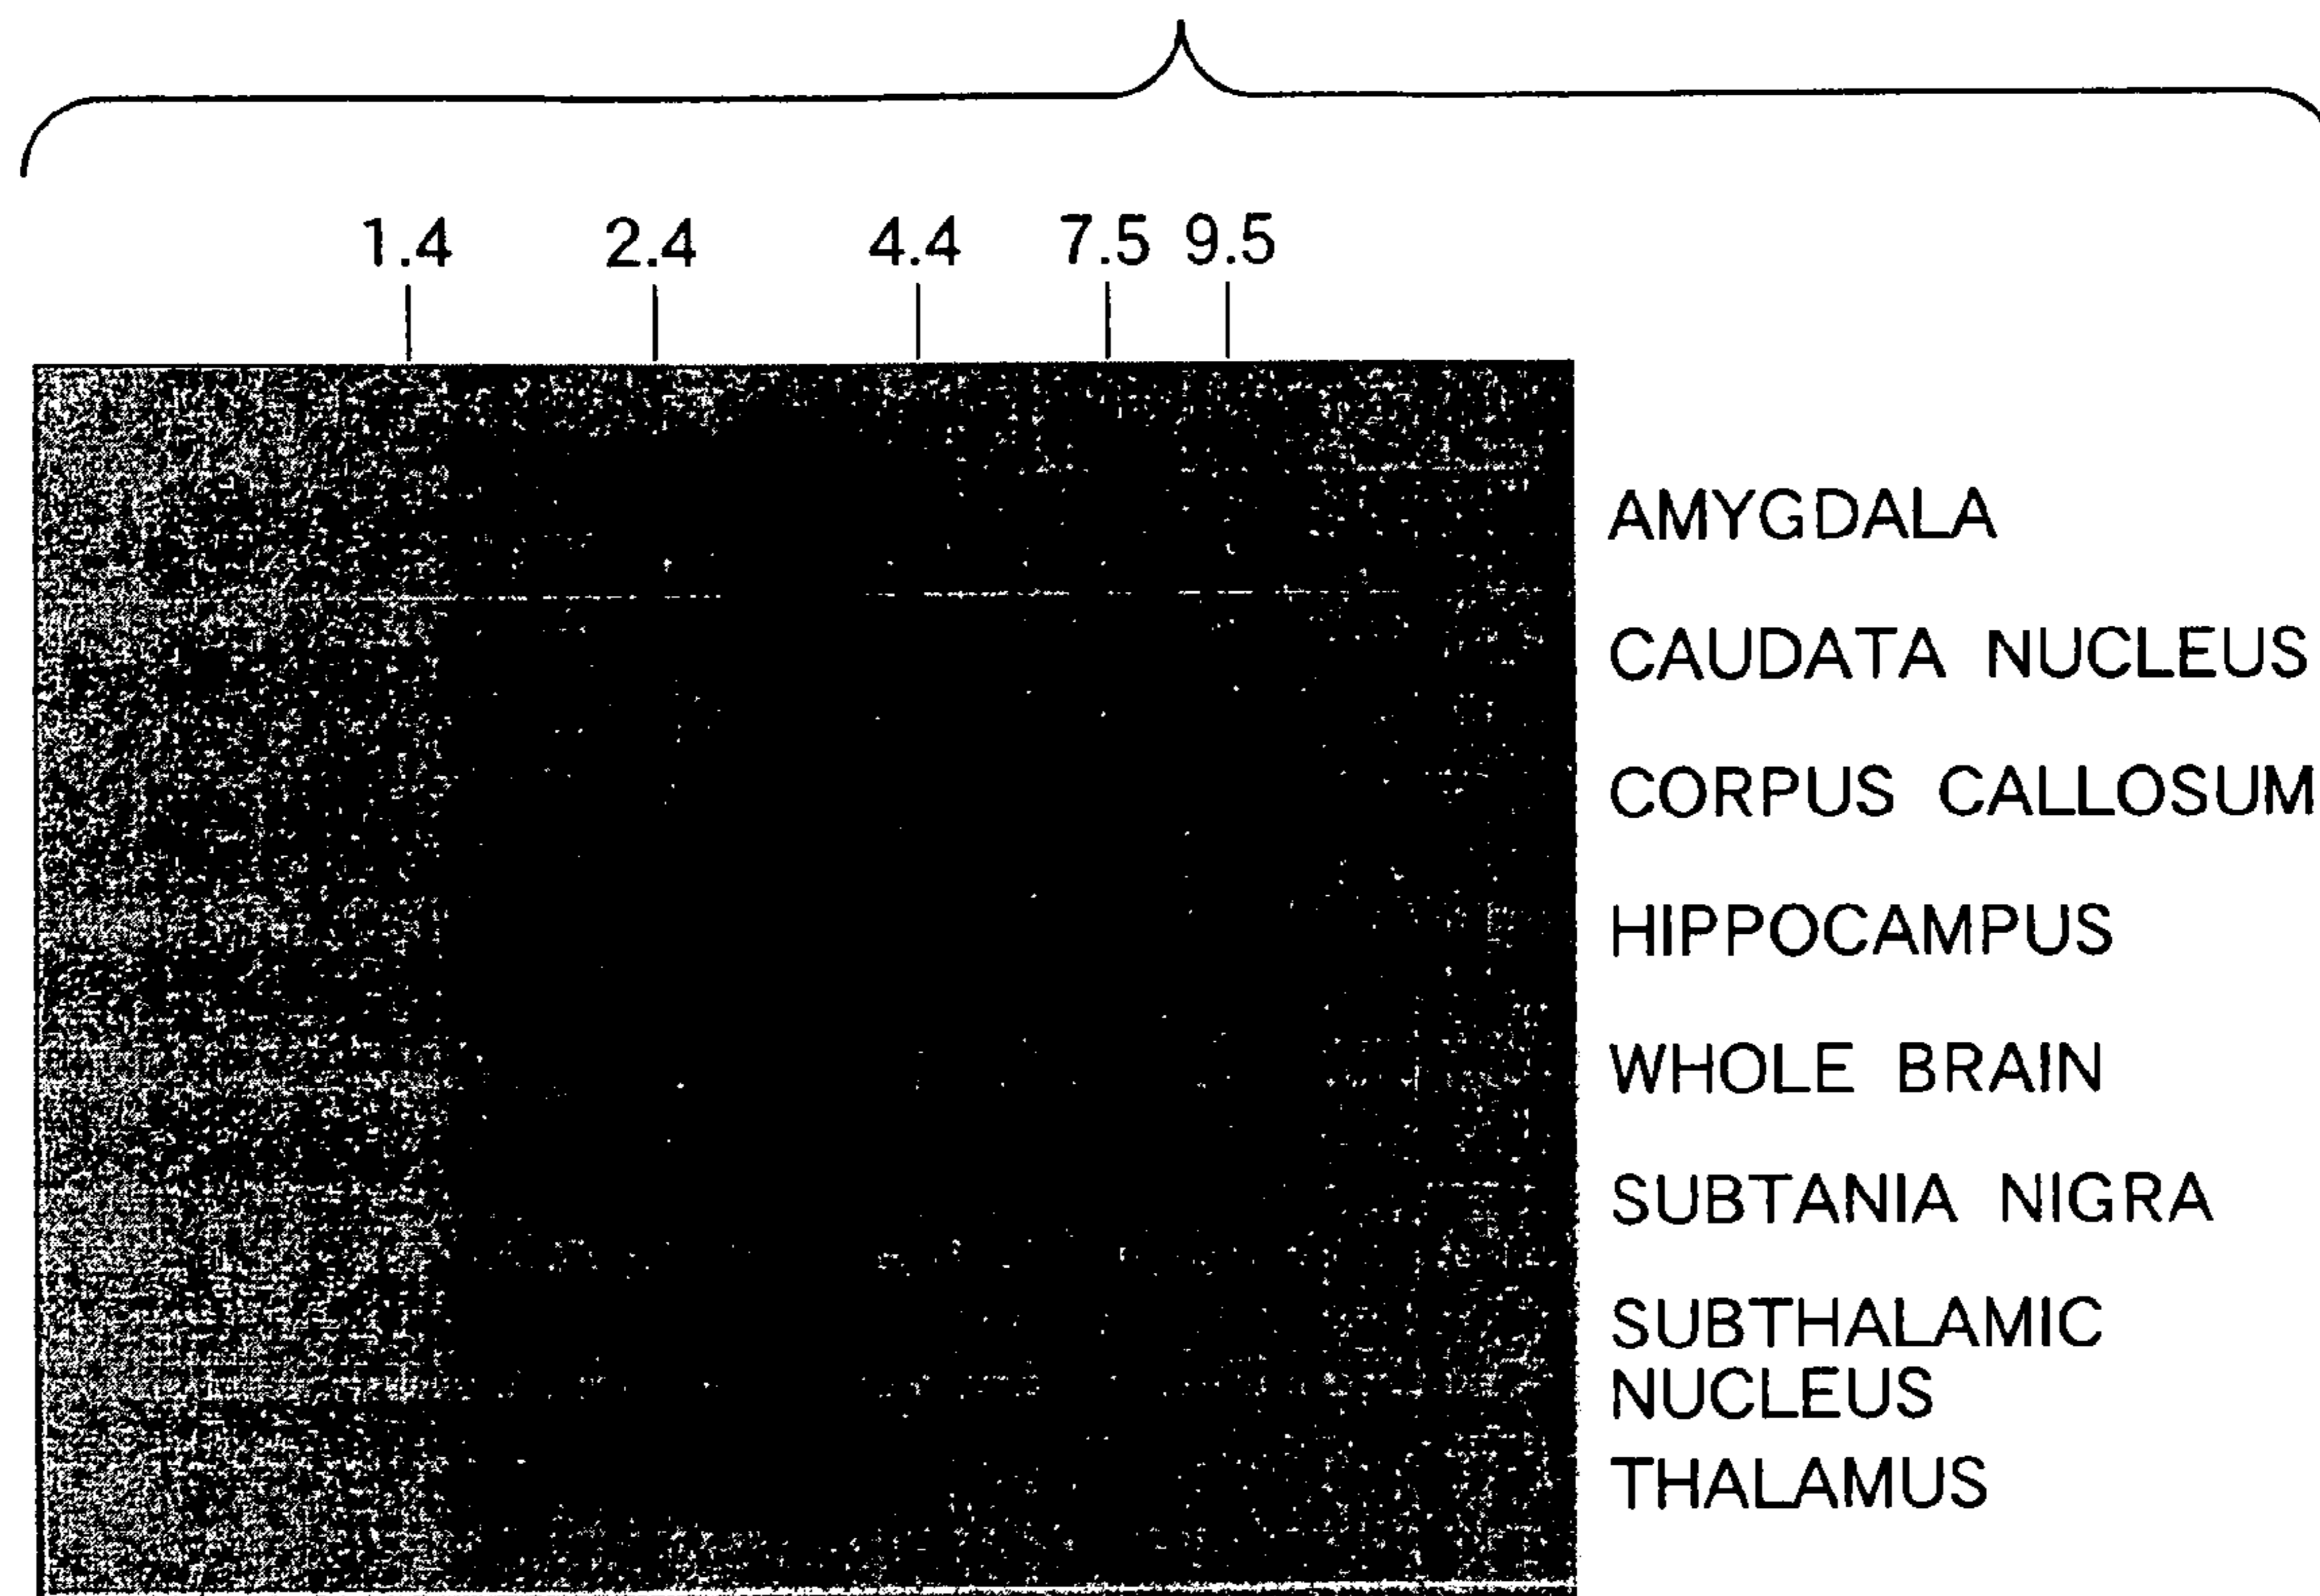 1.4 2.4 4.4 7.5 9.5
AMYGDALA
CAUDATA NUCLEUS
CORPUS CALLOSUM
HIPPOCAMPUS
WHOLE BRAIN
SUBTANIA NIGRA
SUBTHALAMIC
NUCLEUS
THALAMUS